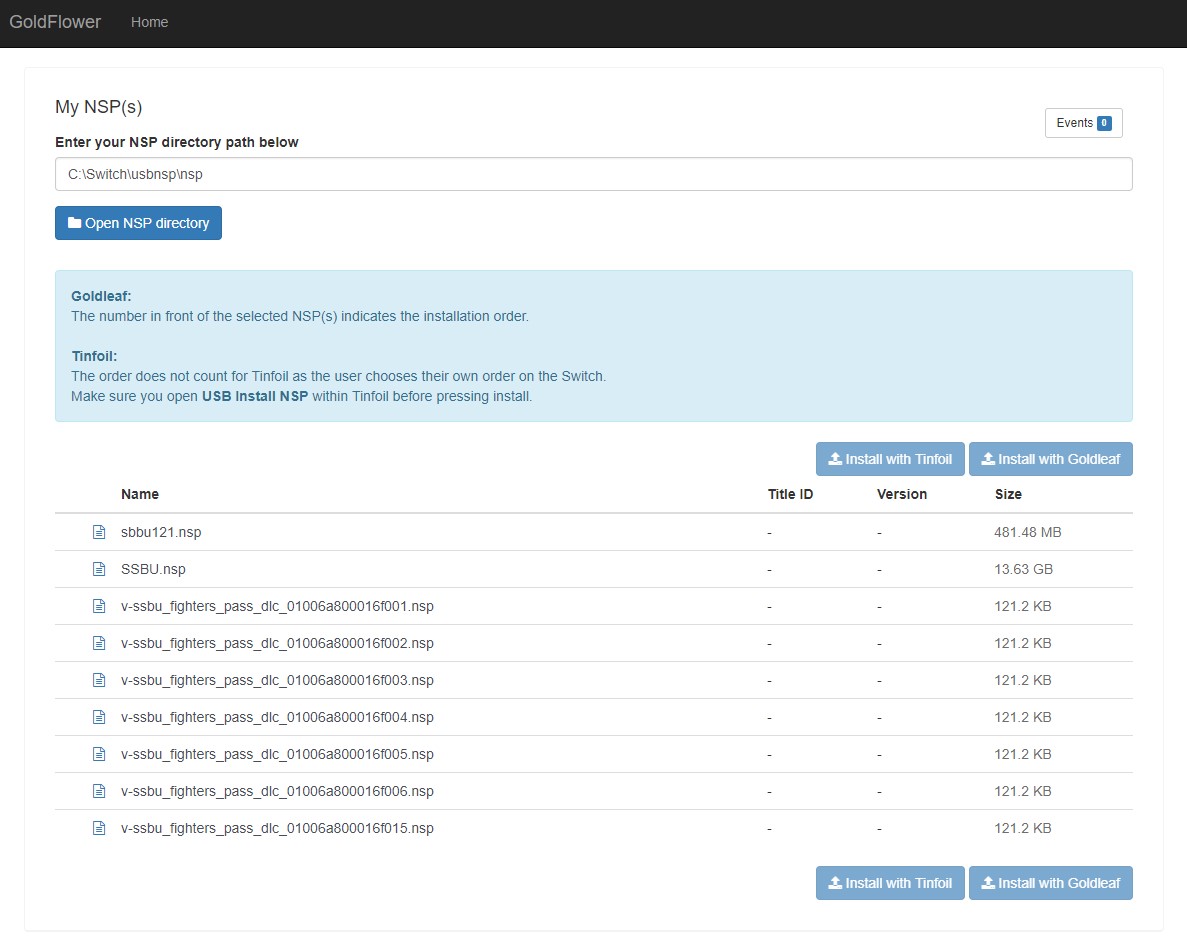 GoldFlower Home
My NSP(s)
Events 0
Enter your NSP directory path below
C:\Switch\usbnsp\nsp
Open NSP directory
Goldleaf:
The number in front of the selected NSP(s) indicates the installation order.
Tinfoil:
The order does not count for Tinfoil as the user chooses their own order on the Switch.
Make sure you open USB Install NSP within Tinfoil before pressing install.
Install with Tinfoil Install with Goldleaf
Name Title ID Version Size
sbbu121.nsp - - 481.48 MB
SSBU.nsp - - 13.63 GB
v-ssbu_fighters_pass_dlc_01006a800016f001.nsp - - 121.2 KB
v-ssbu_fighters_pass_dlc_01006a800016f002.nsp - - 121.2 KB
v-ssbu_fighters_pass_dlc_01006a800016f003.nsp - - 121.2 KB
v-ssbu_fighters_pass_dlc_01006a800016f004.nsp - - 121.2 KB
v-ssbu_fighters_pass_dlc_01006a800016f005.nsp - - 121.2 KB
v-ssbu_fighters_pass_dlc_01006a800016f006.nsp - - 121.2 KB
v-ssbu_fighters_pass_dlc_01006a800016f015.nsp - - 121.2 KB
Install with Tinfoil Install with Goldleaf